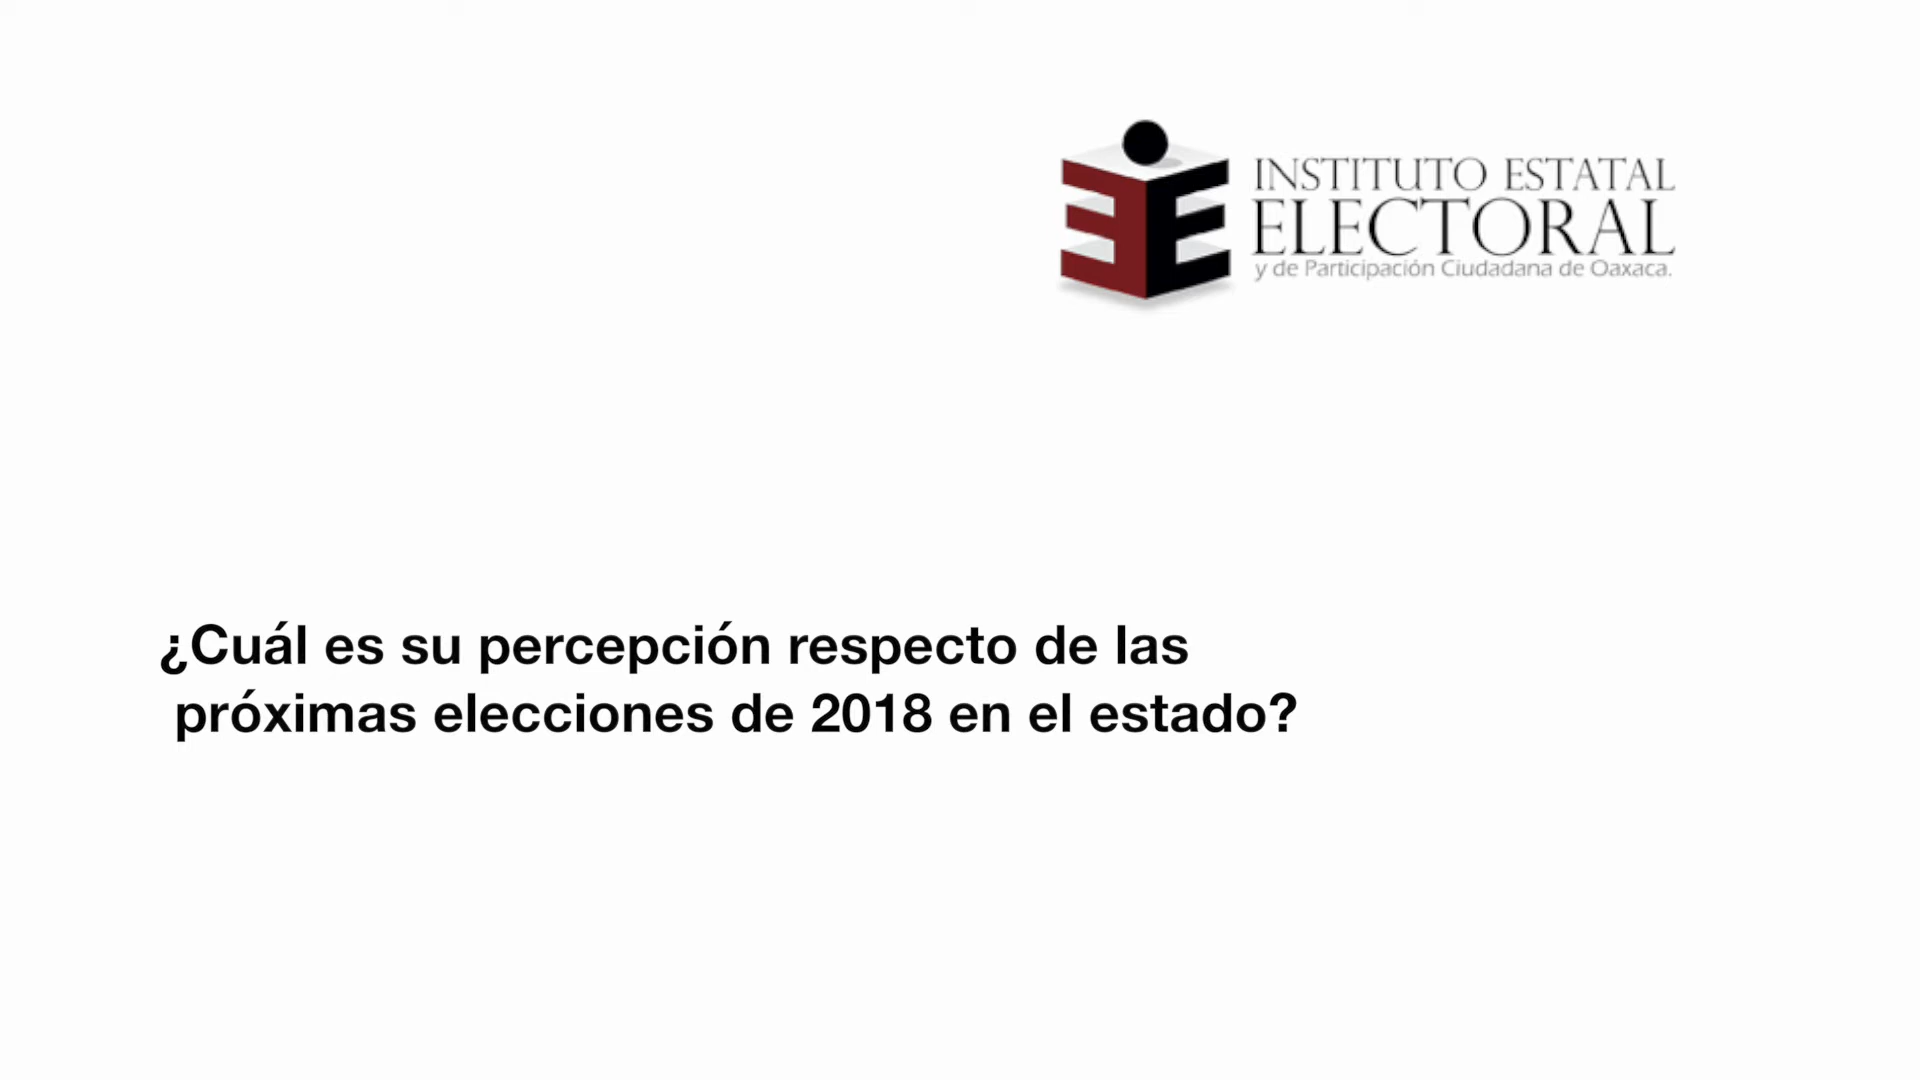 INSTITUTO ESTATAL
ELECTORAL
y de Participación Ciudadana de Oaxaca.
¿Cuál es su percepción respecto de las
próximas elecciones de 2018 en el estado?